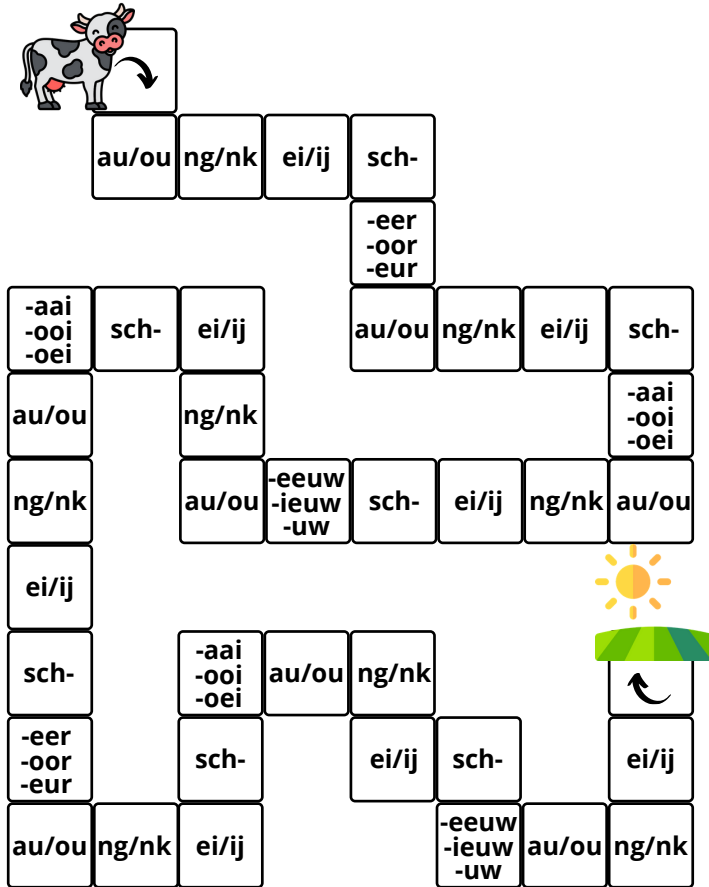 au/ou ng/nk ei/ij sch-
-eer
-oor
-eur
-aai
-ooi
-oei
sch- ei/ij au/ou ng/nk ei/ij sch-
au/ou ng/nk
-aai
-ooi
-oei
ng/nk au/ou
-eeuw
-ieuw
-uw
sch- ei/ij ng/nk au/ou
ei/ij
sch-
-aai
-ooi
-oei
au/ou ng/nk
-eer
-oor
-eur
sch- ei/ij sch- ei/ij
au/ou ng/nk ei/ij
-eeuw
-ieuw
-uw
au/ou ng/nk